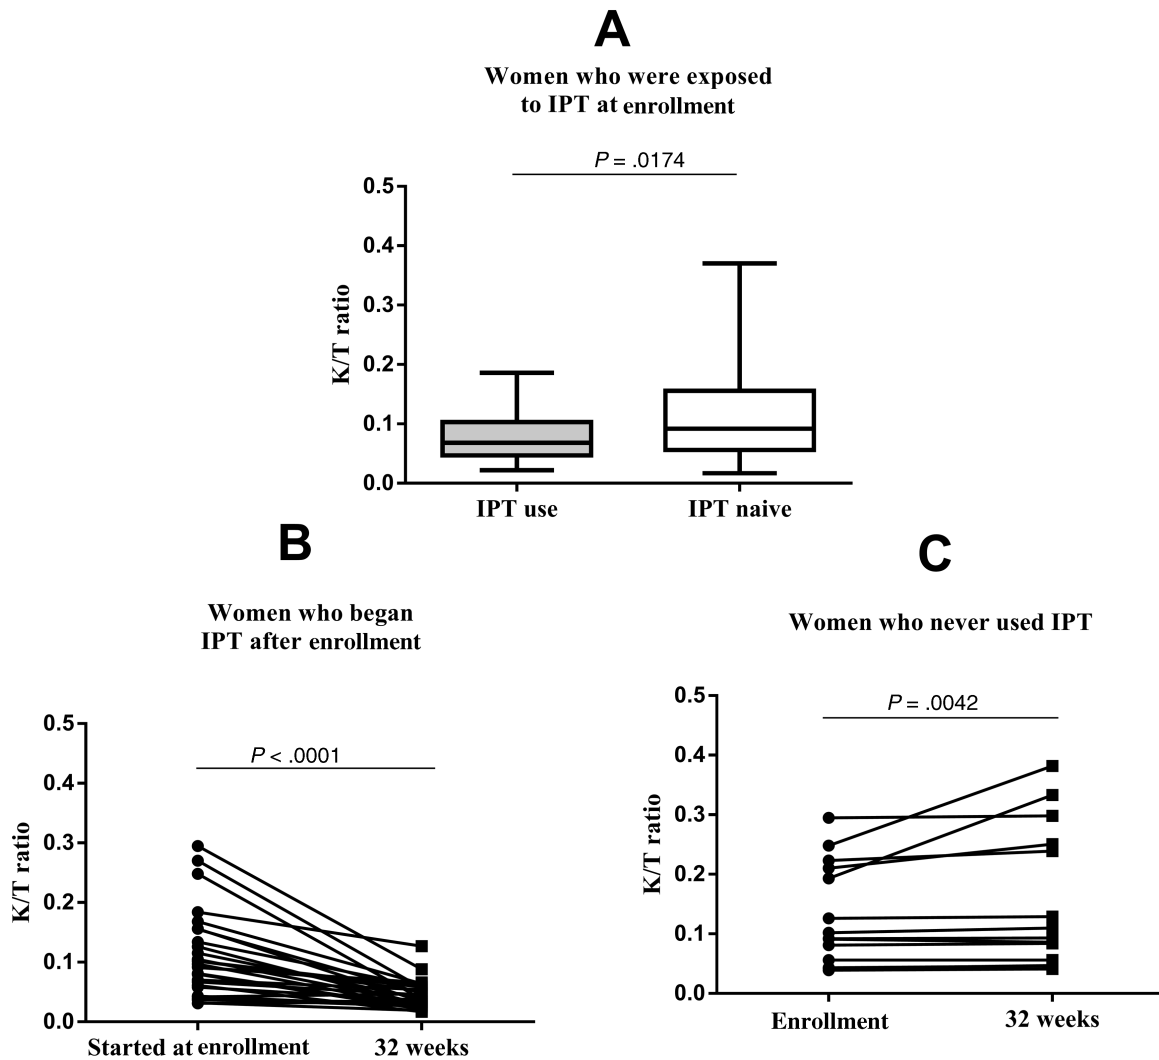 A
Women who were exposed
to IPT at enrollment
P = .0174
0.5
0.4
0.3
0.2
0.1
0.0
K/T ratio
IPT use
IPT naive
B
Women who began
IPT after enrollment
P < .0001
0.5
0.4
0.3
0.2
0.1
0.0
K/T ratio
Started at enrollment
32 weeks
C
Women who never used IPT
P = .0042
0.5
0.4
0.3
0.2
0.1
0.0
K/T ratio
Enrollment
32 weeks